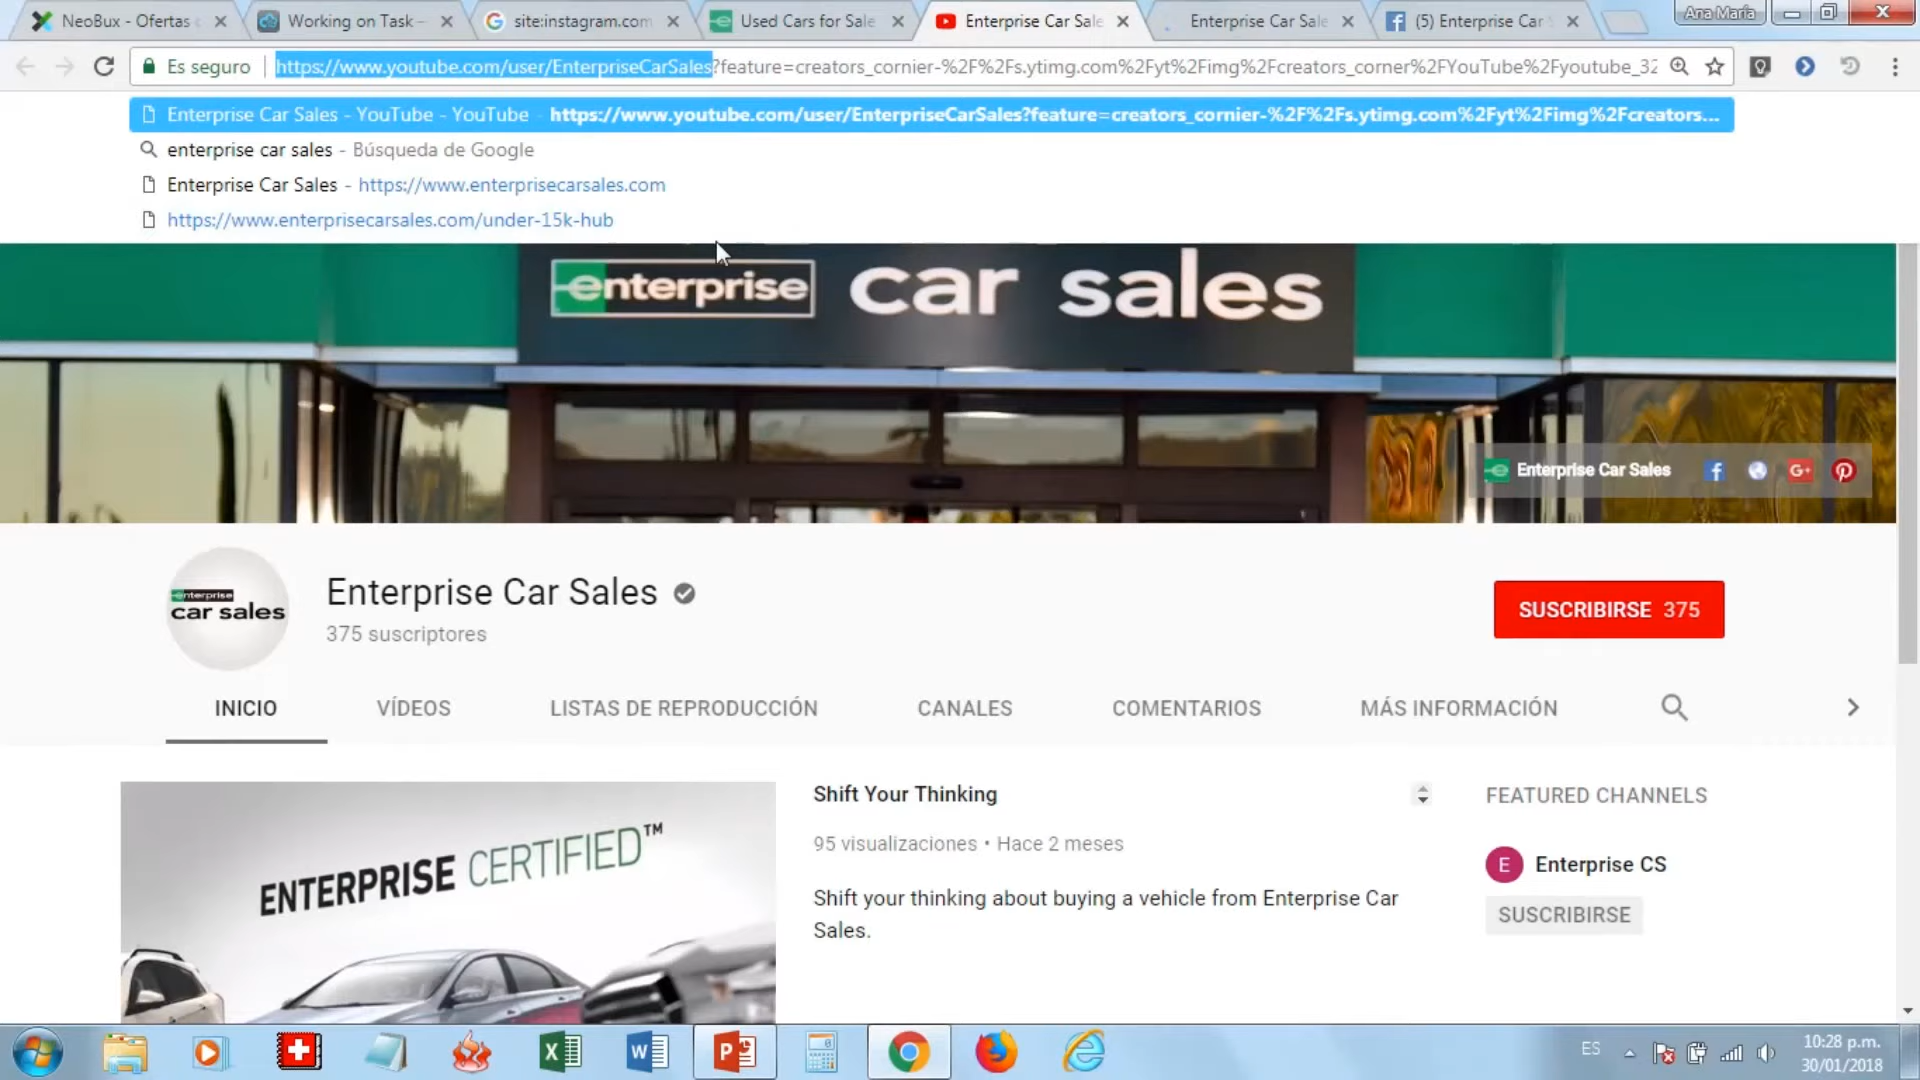 NeoBux - Ofertas
Working on Task -
site:instagram.com
Used Cars for Sale
Enterprise Car Sale
Enterprise Car Sale
(5) Enterprise Car S
Ana María
Es seguro
https://www.youtube.com/user/EnterpriseCarSales?feature=creators_cornier-%2F%2Fs.ytimg.com%2Fyt%2Fimg%2Fcreators_corner%2FYouTube%2Fyoutube_32
Enterprise Car Sales - YouTube - YouTube - https://www.youtube.com/user/EnterpriseCarSales?feature=creators_cornier-%2F%2Fs.ytimg.com%2Fyt%2Fimg%2Fcreators...
enterprise car sales - Búsqueda de Google
Enterprise Car Sales - https://www.enterprisecarsales.com
https://www.enterprisecarsales.com/under-15k-hub
enterprise car sales
Enterprise Car Sales
enterprise
car sales
Enterprise Car Sales
375 suscriptores
SUSCRIBIRSE 375
INICIO
VÍDEOS
LISTAS DE REPRODUCCIÓN
CANALES
COMENTARIOS
MÁS INFORMACIÓN
ENTERPRISE CERTIFIED™
Shift Your Thinking
95 visualizaciones • Hace 2 meses
Shift your thinking about buying a vehicle from Enterprise Car
Sales.
FEATURED CHANNELS
E
Enterprise CS
SUSCRIBIRSE
ES
10:28 p.m.
30/01/2018